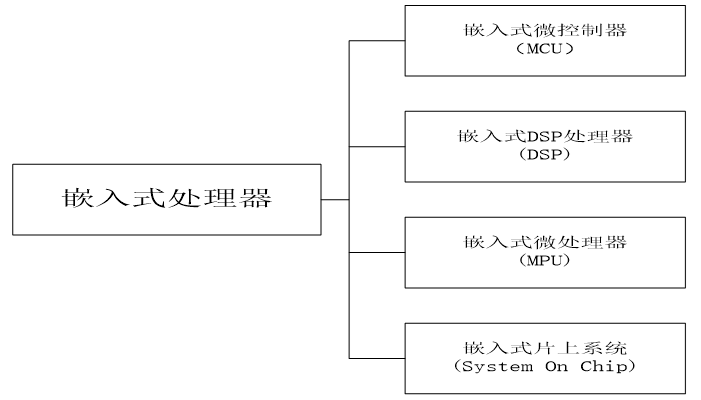 嵌入式处理器
嵌入式微控制器
(MCU)
嵌入式DSP处理器
(DSP)
嵌入式微处理器
(MPU)
嵌入式片上系统
(System On Chip)